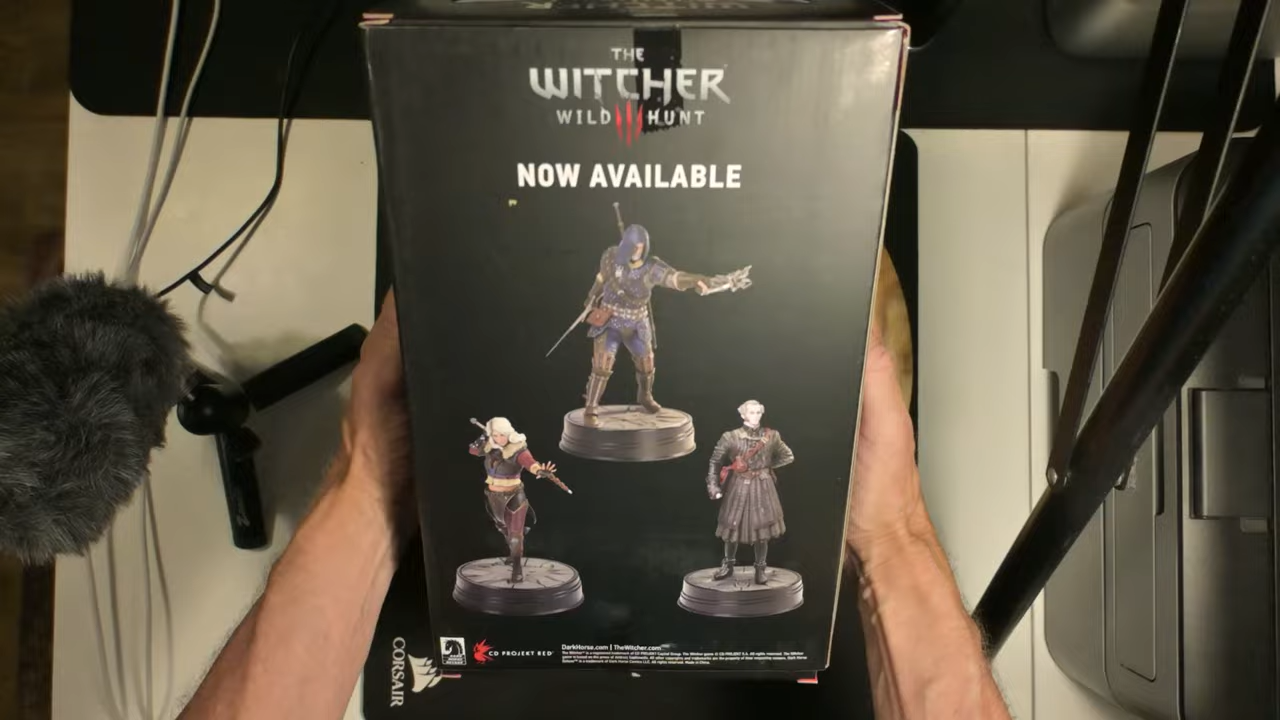 THE
WITCHER
WILD HUNT
NOW AVAILABLE
DarkHorse.com | TheWitcher.com
CD PROJEKT RED®
CORSAIR